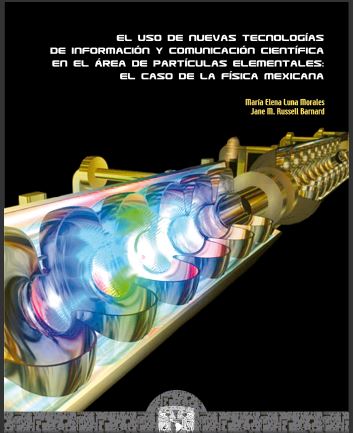 EL USO DE NUEVAS TECNOLOGÍAS
DE INFORMACIÓN Y COMUNICACIÓN CIENTÍFICA
EN EL ÁREA DE PARTÍCULAS ELEMENTALES:
EL CASO DE LA FÍSICA MEXICANA
María Elena Luna Morales
Jane M. Russell Barnard